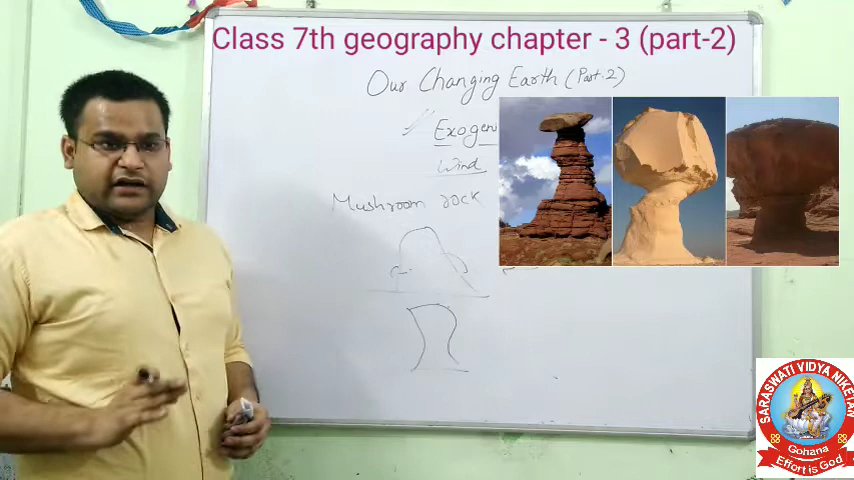 Class 7th geography chapter - 3 (part-2)
Our Changing Earth (Part.2)
Exogen
Wind
Mushroom rock
SARASWATI VIDYA NIKETAN
Gohana
Effort is God